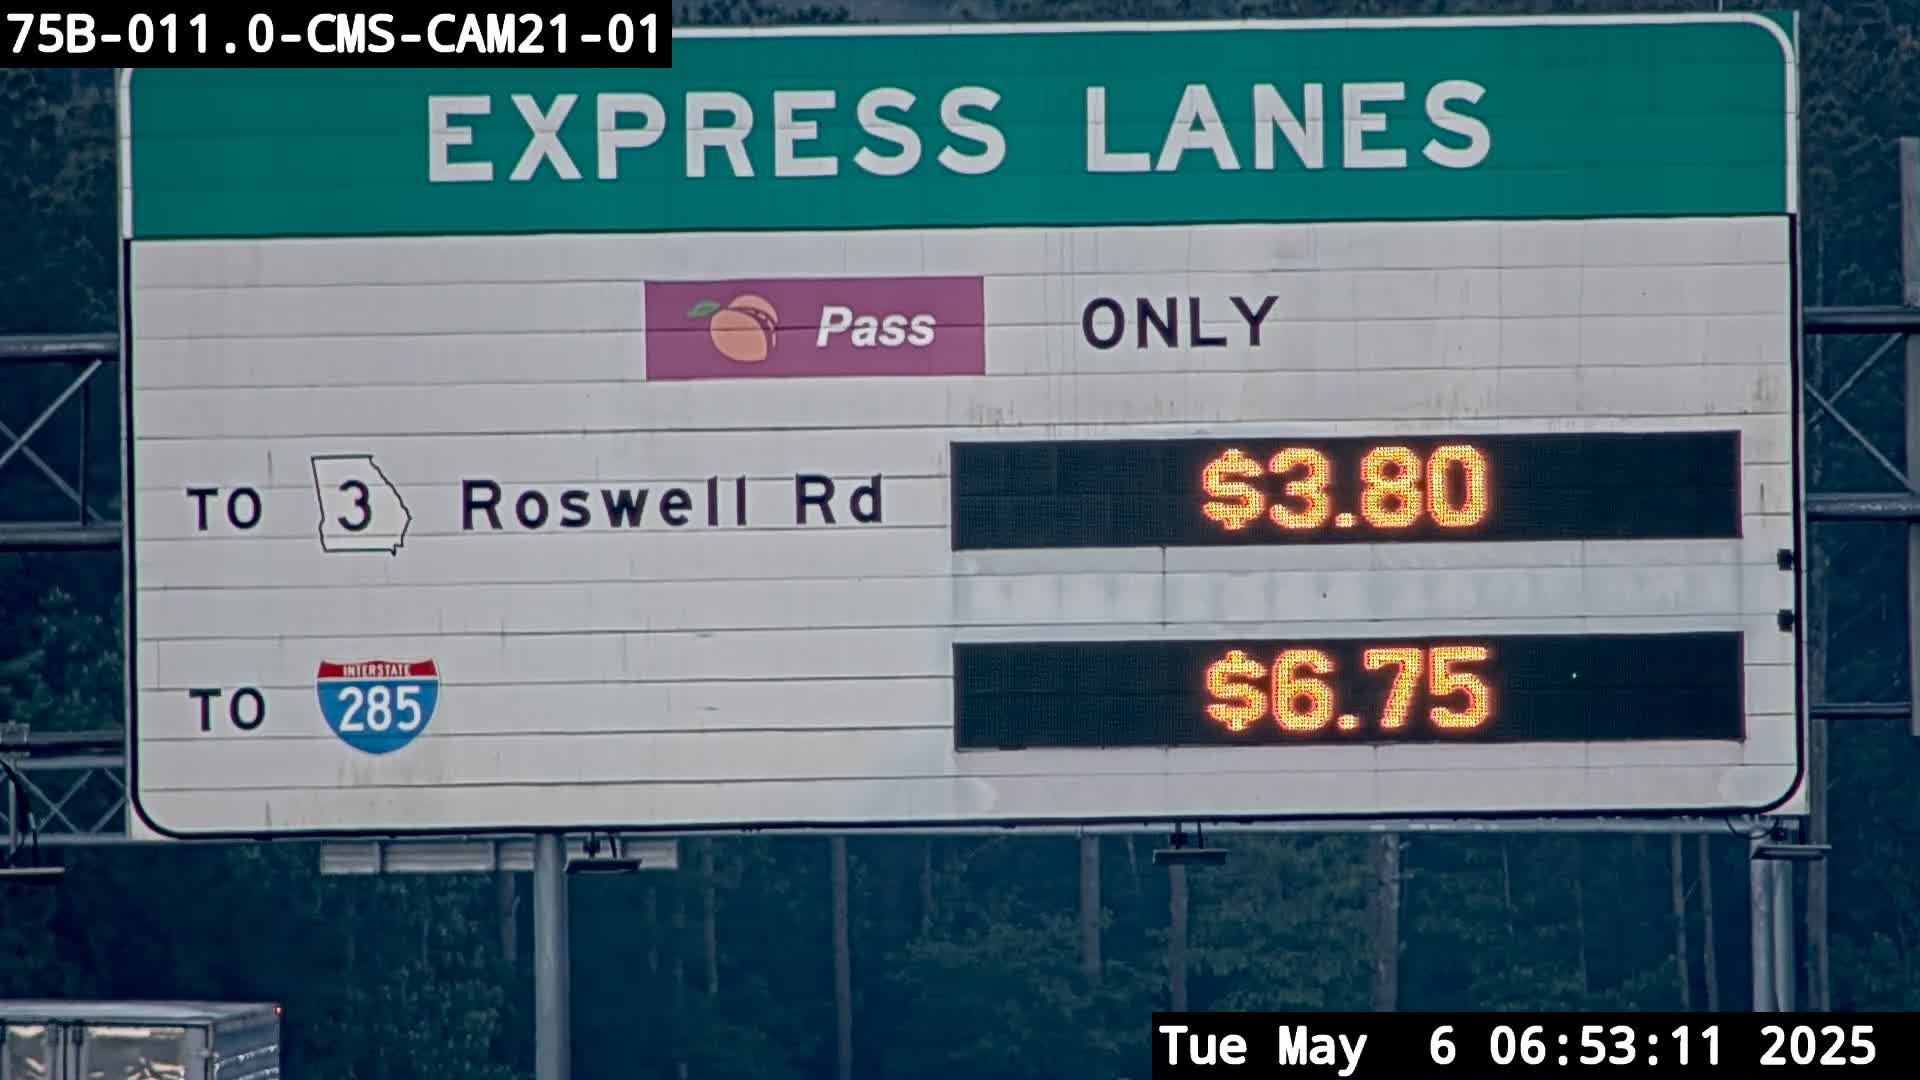 75B-011.0-CMS-CAM21-01
EXPRESS LANES
Pass ONLY
TO 3 Roswell Rd $3.80
INTERSTATE
TO 285 $6.75
Tue May 6 06:53:11 2025